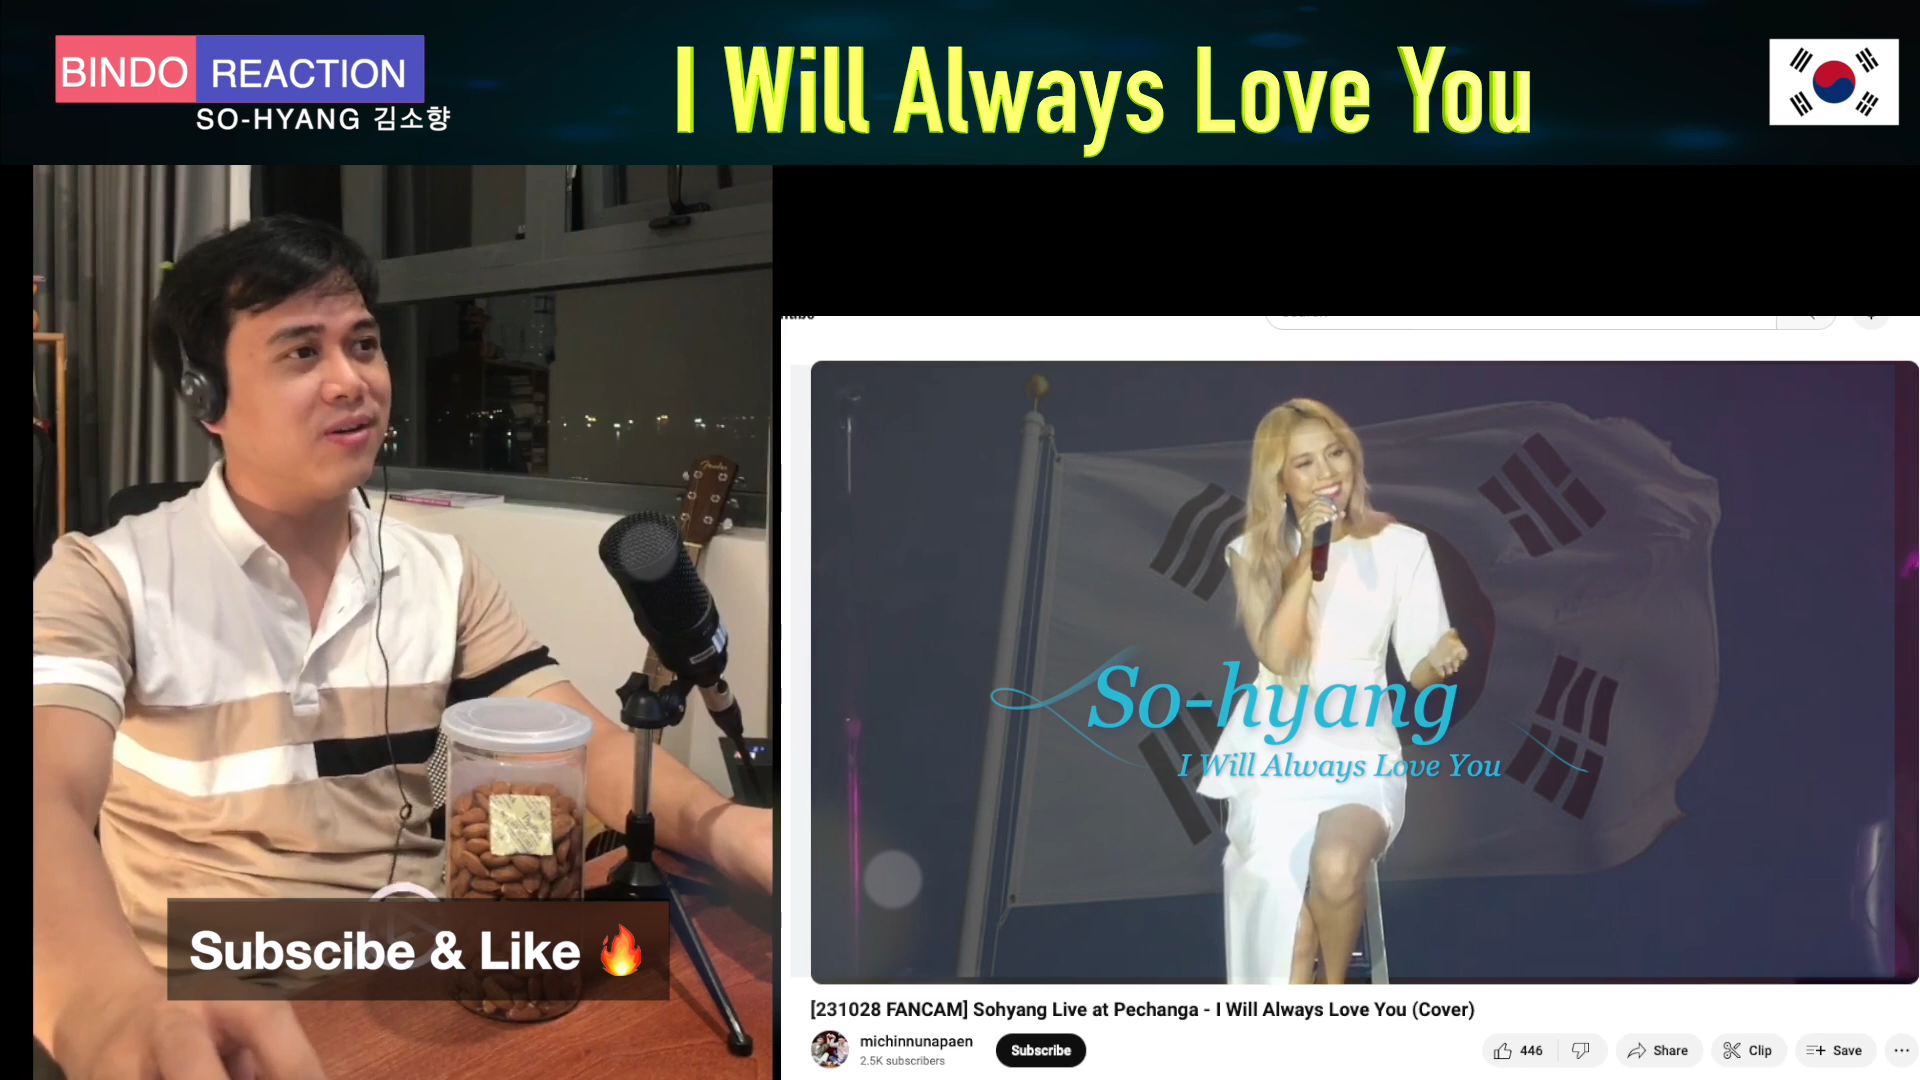 BINDO REACTION
SO-HYANG 김소향
I Will Always Love You
Fender
So-hyang
I Will Always Love You
Subscibe & Like 🔥
[231028 FANCAM] Sohyang Live at Pechanga - I Will Always Love You (Cover)
michinnunapaen
2.5K subscribers
Subscribe
446
Share
Clip
Save